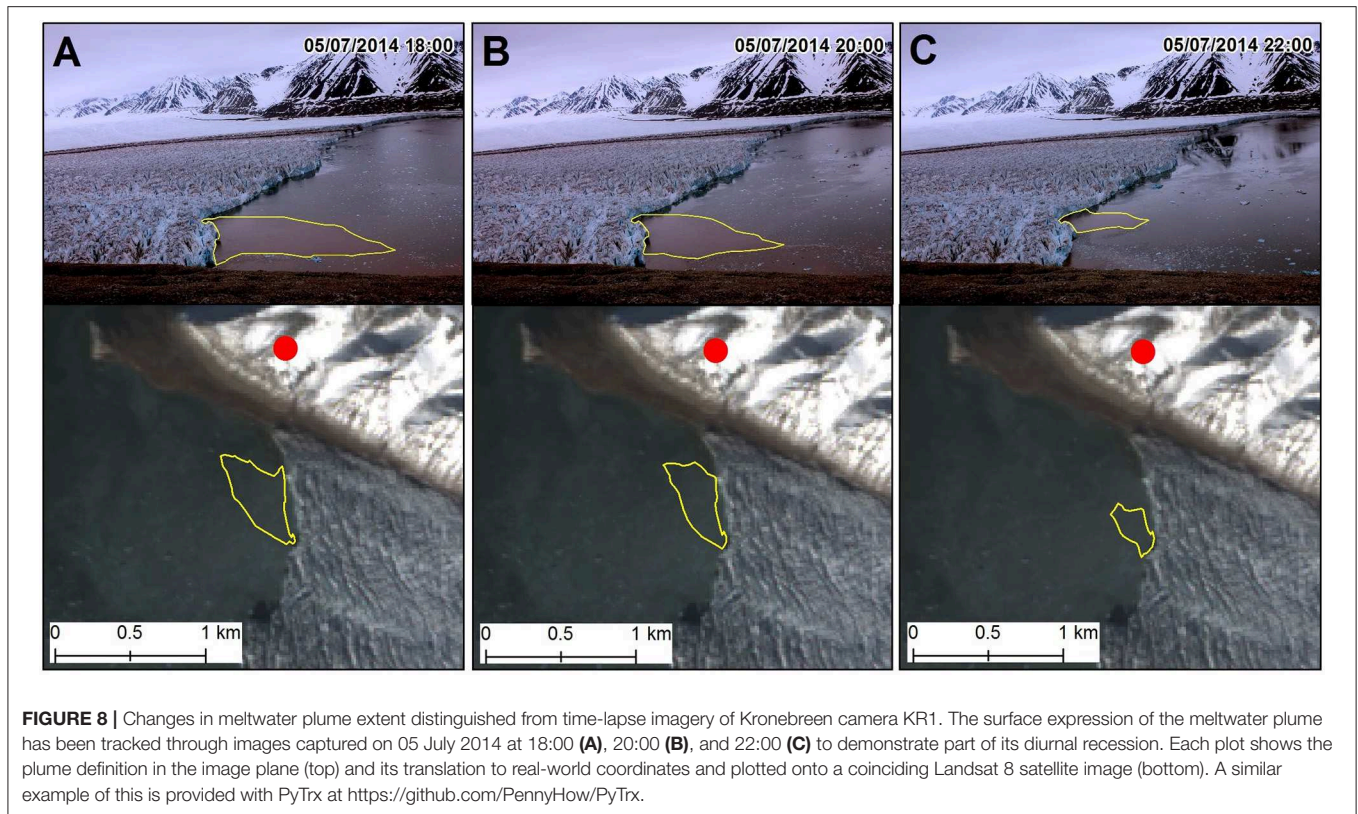 A
05/07/2014 18:00
B
05/07/2014 20:00
C
05/07/2014 22:00
0 0.5 1 km
0 0.5 1 km
0 0.5 1 km
FIGURE 8 | Changes in meltwater plume extent distinguished from time-lapse imagery of Kronebreen camera KR1. The surface expression of the meltwater plume
has been tracked through images captured on 05 July 2014 at 18:00 (A), 20:00 (B), and 22:00 (C) to demonstrate part of its diurnal recession. Each plot shows the
plume definition in the image plane (top) and its translation to real-world coordinates and plotted onto a coinciding Landsat 8 satellite image (bottom). A similar
example of this is provided with PyTrx at https://github.com/PennyHow/PyTrx.